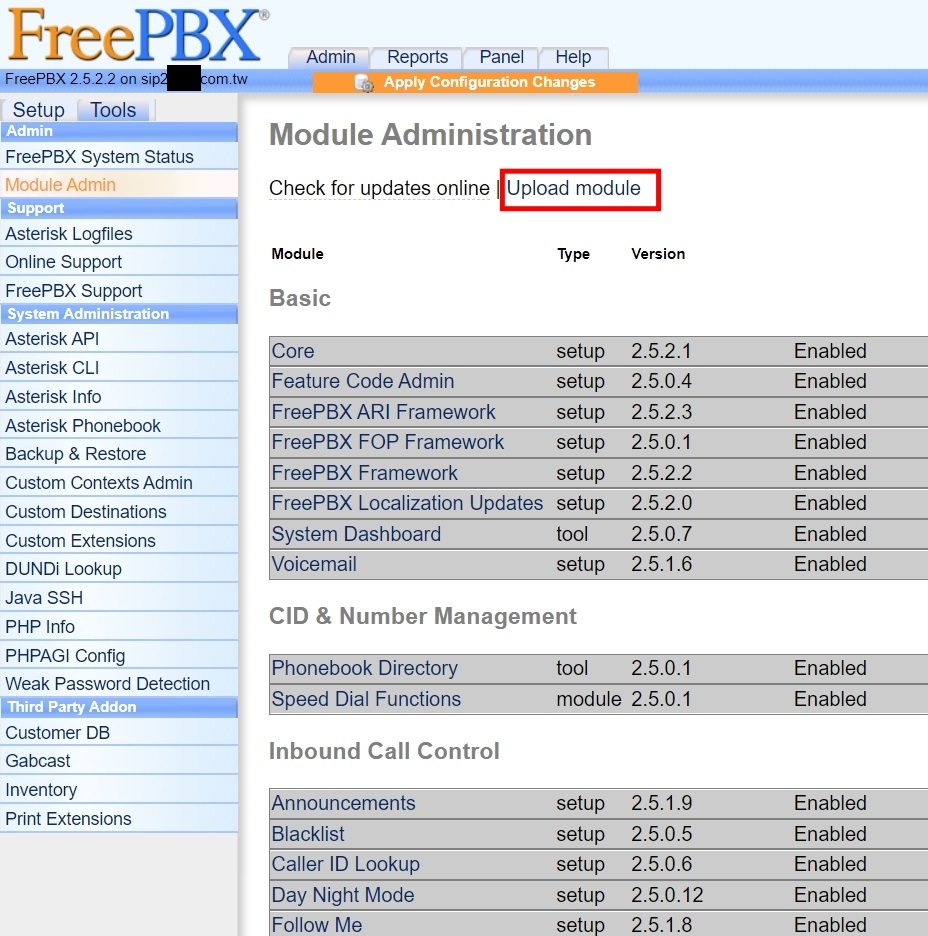 FreePBX®
Admin Reports Panel Help
FreePBX 2.5.2.2 on sip2 com.tw
Apply Configuration Changes
Setup Tools
Admin
FreePBX System Status
Module Admin
Support
Asterisk Logfiles
Online Support
FreePBX Support
System Administration
Asterisk API
Asterisk CLI
Asterisk Info
Asterisk Phonebook
Backup & Restore
Custom Contexts Admin
Custom Destinations
Custom Extensions
DUNDi Lookup
Java SSH
PHP Info
PHPAGI Config
Weak Password Detection
Third Party Addon
Customer DB
Gabcast
Inventory
Print Extensions
Module Administration
Check for updates online | Upload module
Module Type Version
Basic
Core setup 2.5.2.1 Enabled
Feature Code Admin setup 2.5.0.4 Enabled
FreePBX ARI Framework setup 2.5.2.3 Enabled
FreePBX FOP Framework setup 2.5.0.1 Enabled
FreePBX Framework setup 2.5.2.2 Enabled
FreePBX Localization Updates setup 2.5.2.0 Enabled
System Dashboard tool 2.5.0.7 Enabled
Voicemail setup 2.5.1.6 Enabled
CID & Number Management
Phonebook Directory tool 2.5.0.1 Enabled
Speed Dial Functions module 2.5.0.1 Enabled
Inbound Call Control
Announcements setup 2.5.1.9 Enabled
Blacklist setup 2.5.0.5 Enabled
Caller ID Lookup setup 2.5.0.6 Enabled
Day Night Mode setup 2.5.0.12 Enabled
Follow Me setup 2.5.1.8 Enabled